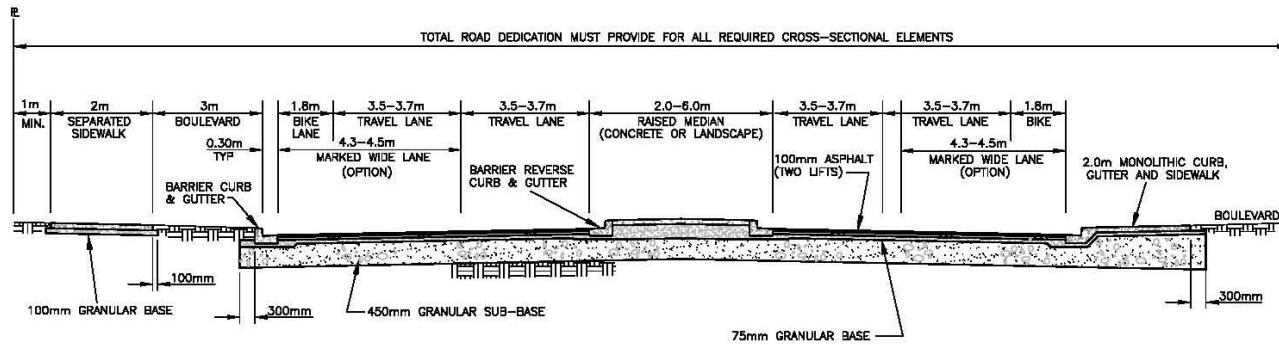 PL
TOTAL ROAD DEDICATION MUST PROVIDE FOR ALL REQUIRED CROSS-SECTIONAL ELEMENTS
1m
MIN.
2m
SEPARATED
SIDEWALK
3m
BOULEVARD
0.30m
TYP
1.8m
BIKE
LANE
3.5-3.7m
TRAVEL LANE
4.3-4.5m
MARKED WIDE LANE
(OPTION)
3.5-3.7m
TRAVEL LANE
2.0-6.0m
RAISED MEDIAN
(CONCRETE OR LANDSCAPE)
3.5-3.7m
TRAVEL LANE
3.5-3.7m
TRAVEL LANE
1.8m
BIKE
4.3-4.5m
MARKED WIDE LANE
(OPTION)
BARRIER CURB
& GUTTER
BARRIER REVERSE
CURB & GUTTER
100mm ASPHALT
(TWO LIFTS)
2.0m MONOLITHIC CURB,
GUTTER AND SIDEWALK
BOULEVARD
100mm GRANULAR BASE
100mm
300mm
450mm GRANULAR SUB-BASE
75mm GRANULAR BASE
300mm